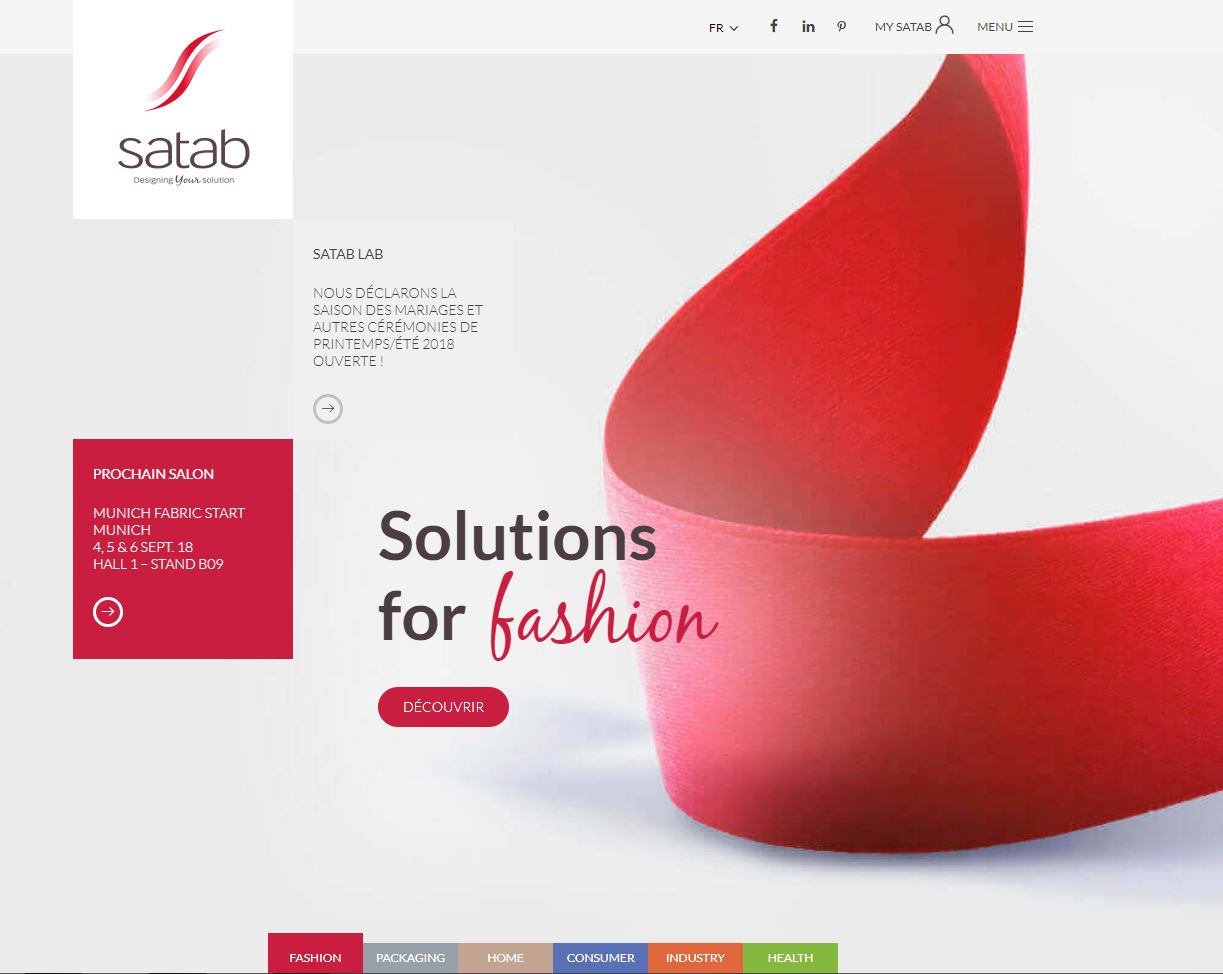 FR
MY SATAB
MENU
satab
Designing Your solution
SATAB LAB
NOUS DÉCLARONS LA
SAISON DES MARIAGES ET
AUTRES CÉRÉMONIES DE
PRINTEMPS/ÉTÉ 2018
OUVERTE !
PROCHAIN SALON
MUNICH FABRIC START
MUNICH
4, 5 & 6 SEPT. 18
HALL 1 – STAND B09
Solutions
for fashion
DÉCOUVRIR
FASHION
PACKAGING
HOME
CONSUMER
INDUSTRY
HEALTH